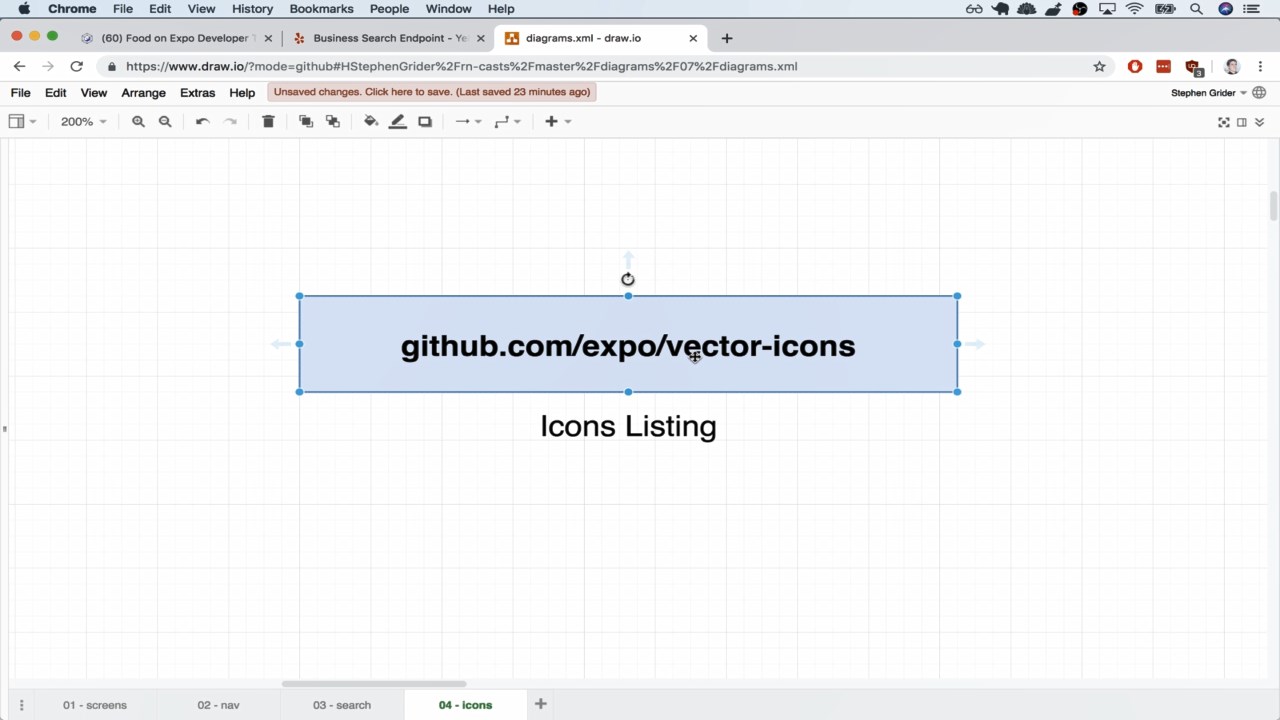 Chrome File Edit View History Bookmarks People Window Help
(60) Food on Expo Developer T
Business Search Endpoint - Ye
diagrams.xml - draw.io
https://www.draw.io/?mode=github#HStephenGrider%2Frn-casts%2Fmaster%2Fdiagrams%2F07%2Fdiagrams.xml
3
File Edit View Arrange Extras Help Unsaved changes. Click here to save. (Last saved 23 minutes ago) Stephen Grider
200%
github.com/expo/vector-icons
Icons Listing
01 - screens 02 - nav 03 - search 04 - icons